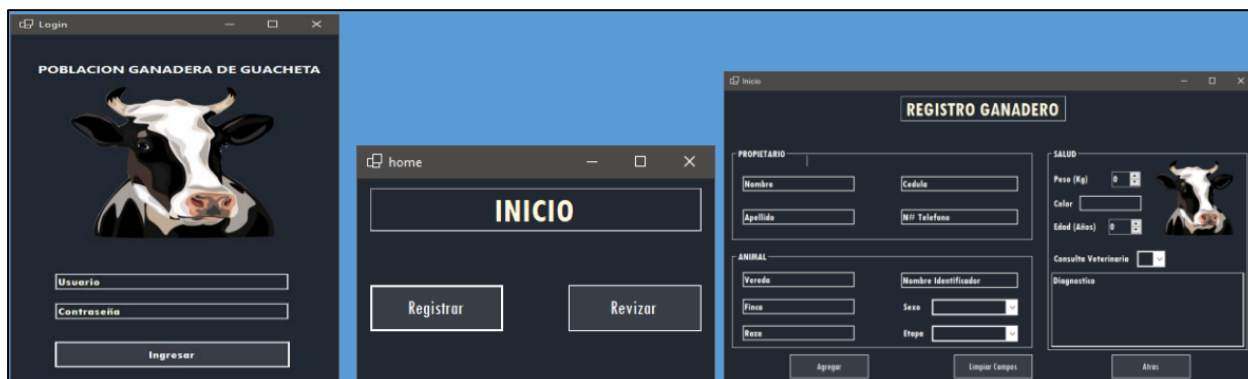 Login
POBLACION GANADERA DE GUACHETA
Usuario
Contraseña
Ingresar
home
INICIO
Registrar
Revizar
Inicio
REGISTRO GANADERO
PROPIETARIO
Nombre
Cedula
Apellido
N## Telefono
ANIMAL
Vereda
Nombre Identificador
Finca
Sexo
Raza
Etapa
SALUD
Peso (Kg)
0
Color
Edad (Años)
0
Consulta Veterinaria
Diagnostico
Agregar
Limpiar Campos
Atras